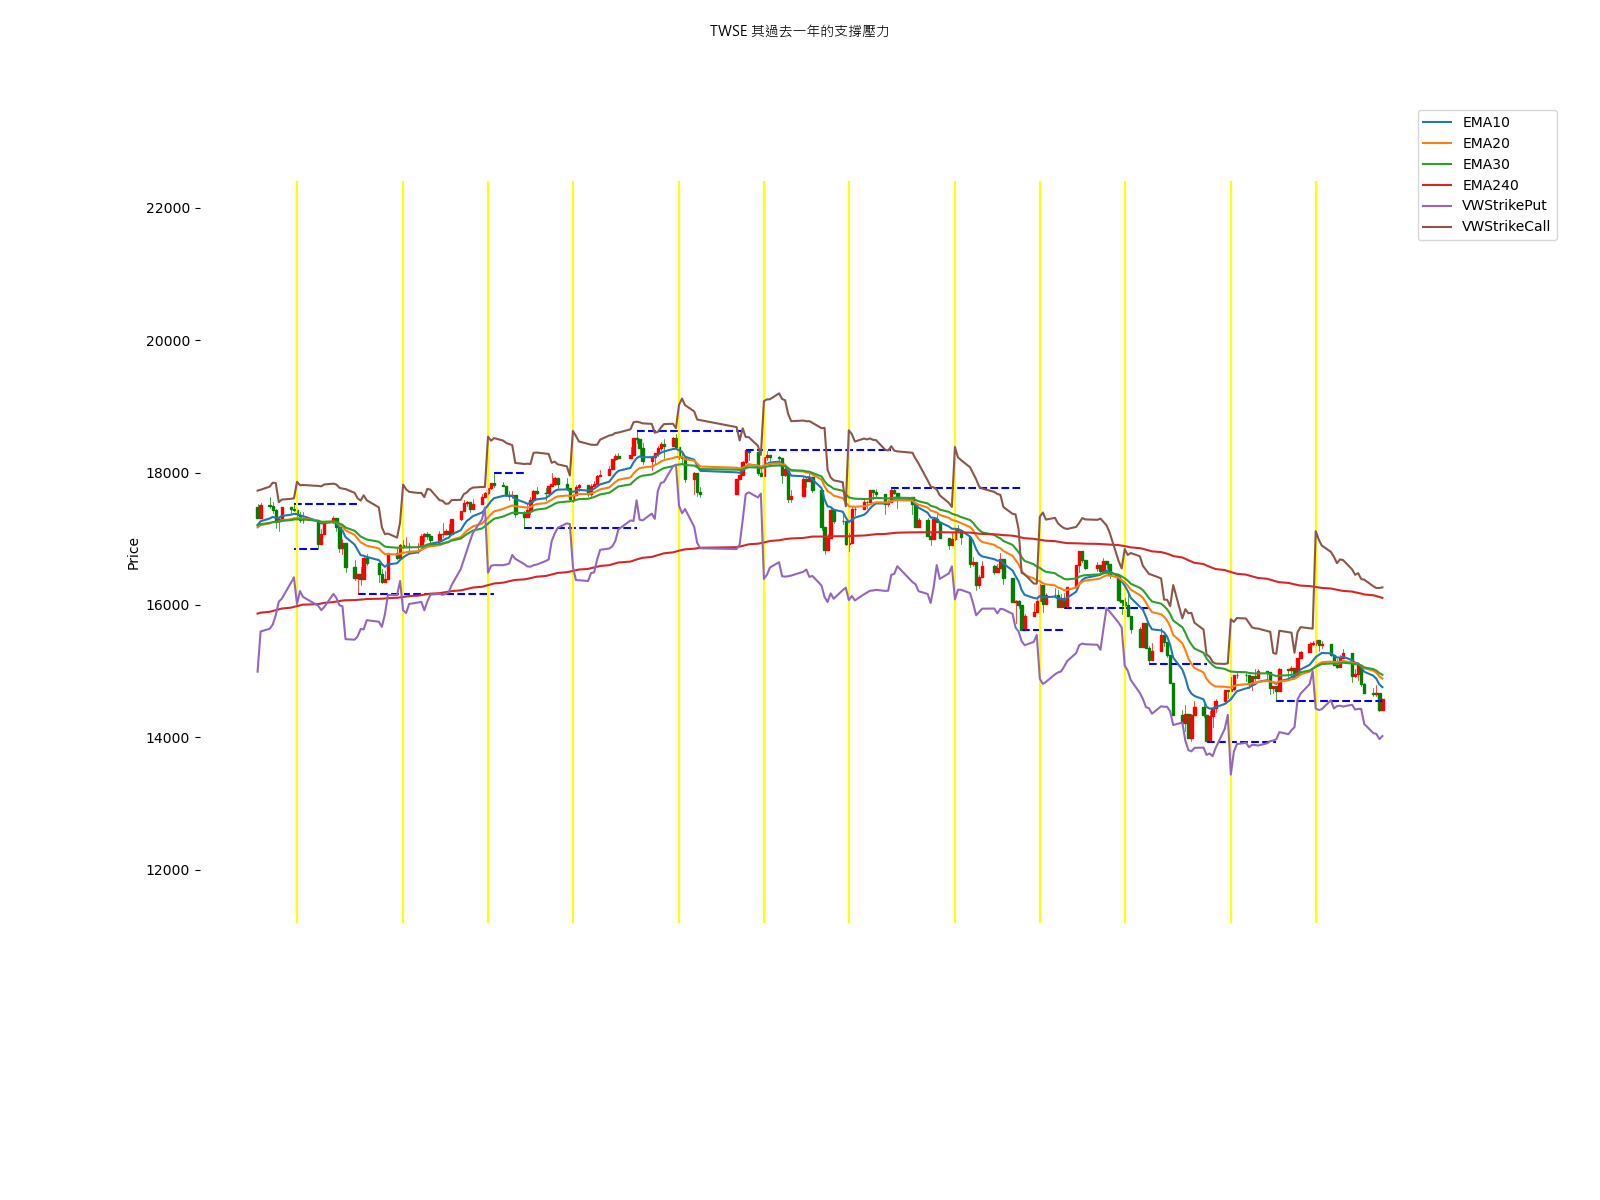 TWSE 其過去一年的支撐壓力
EMA10
EMA20
EMA30
EMA240
VWStrikePut
VWStrikeCall
22000
20000
18000
16000
14000
12000
Price